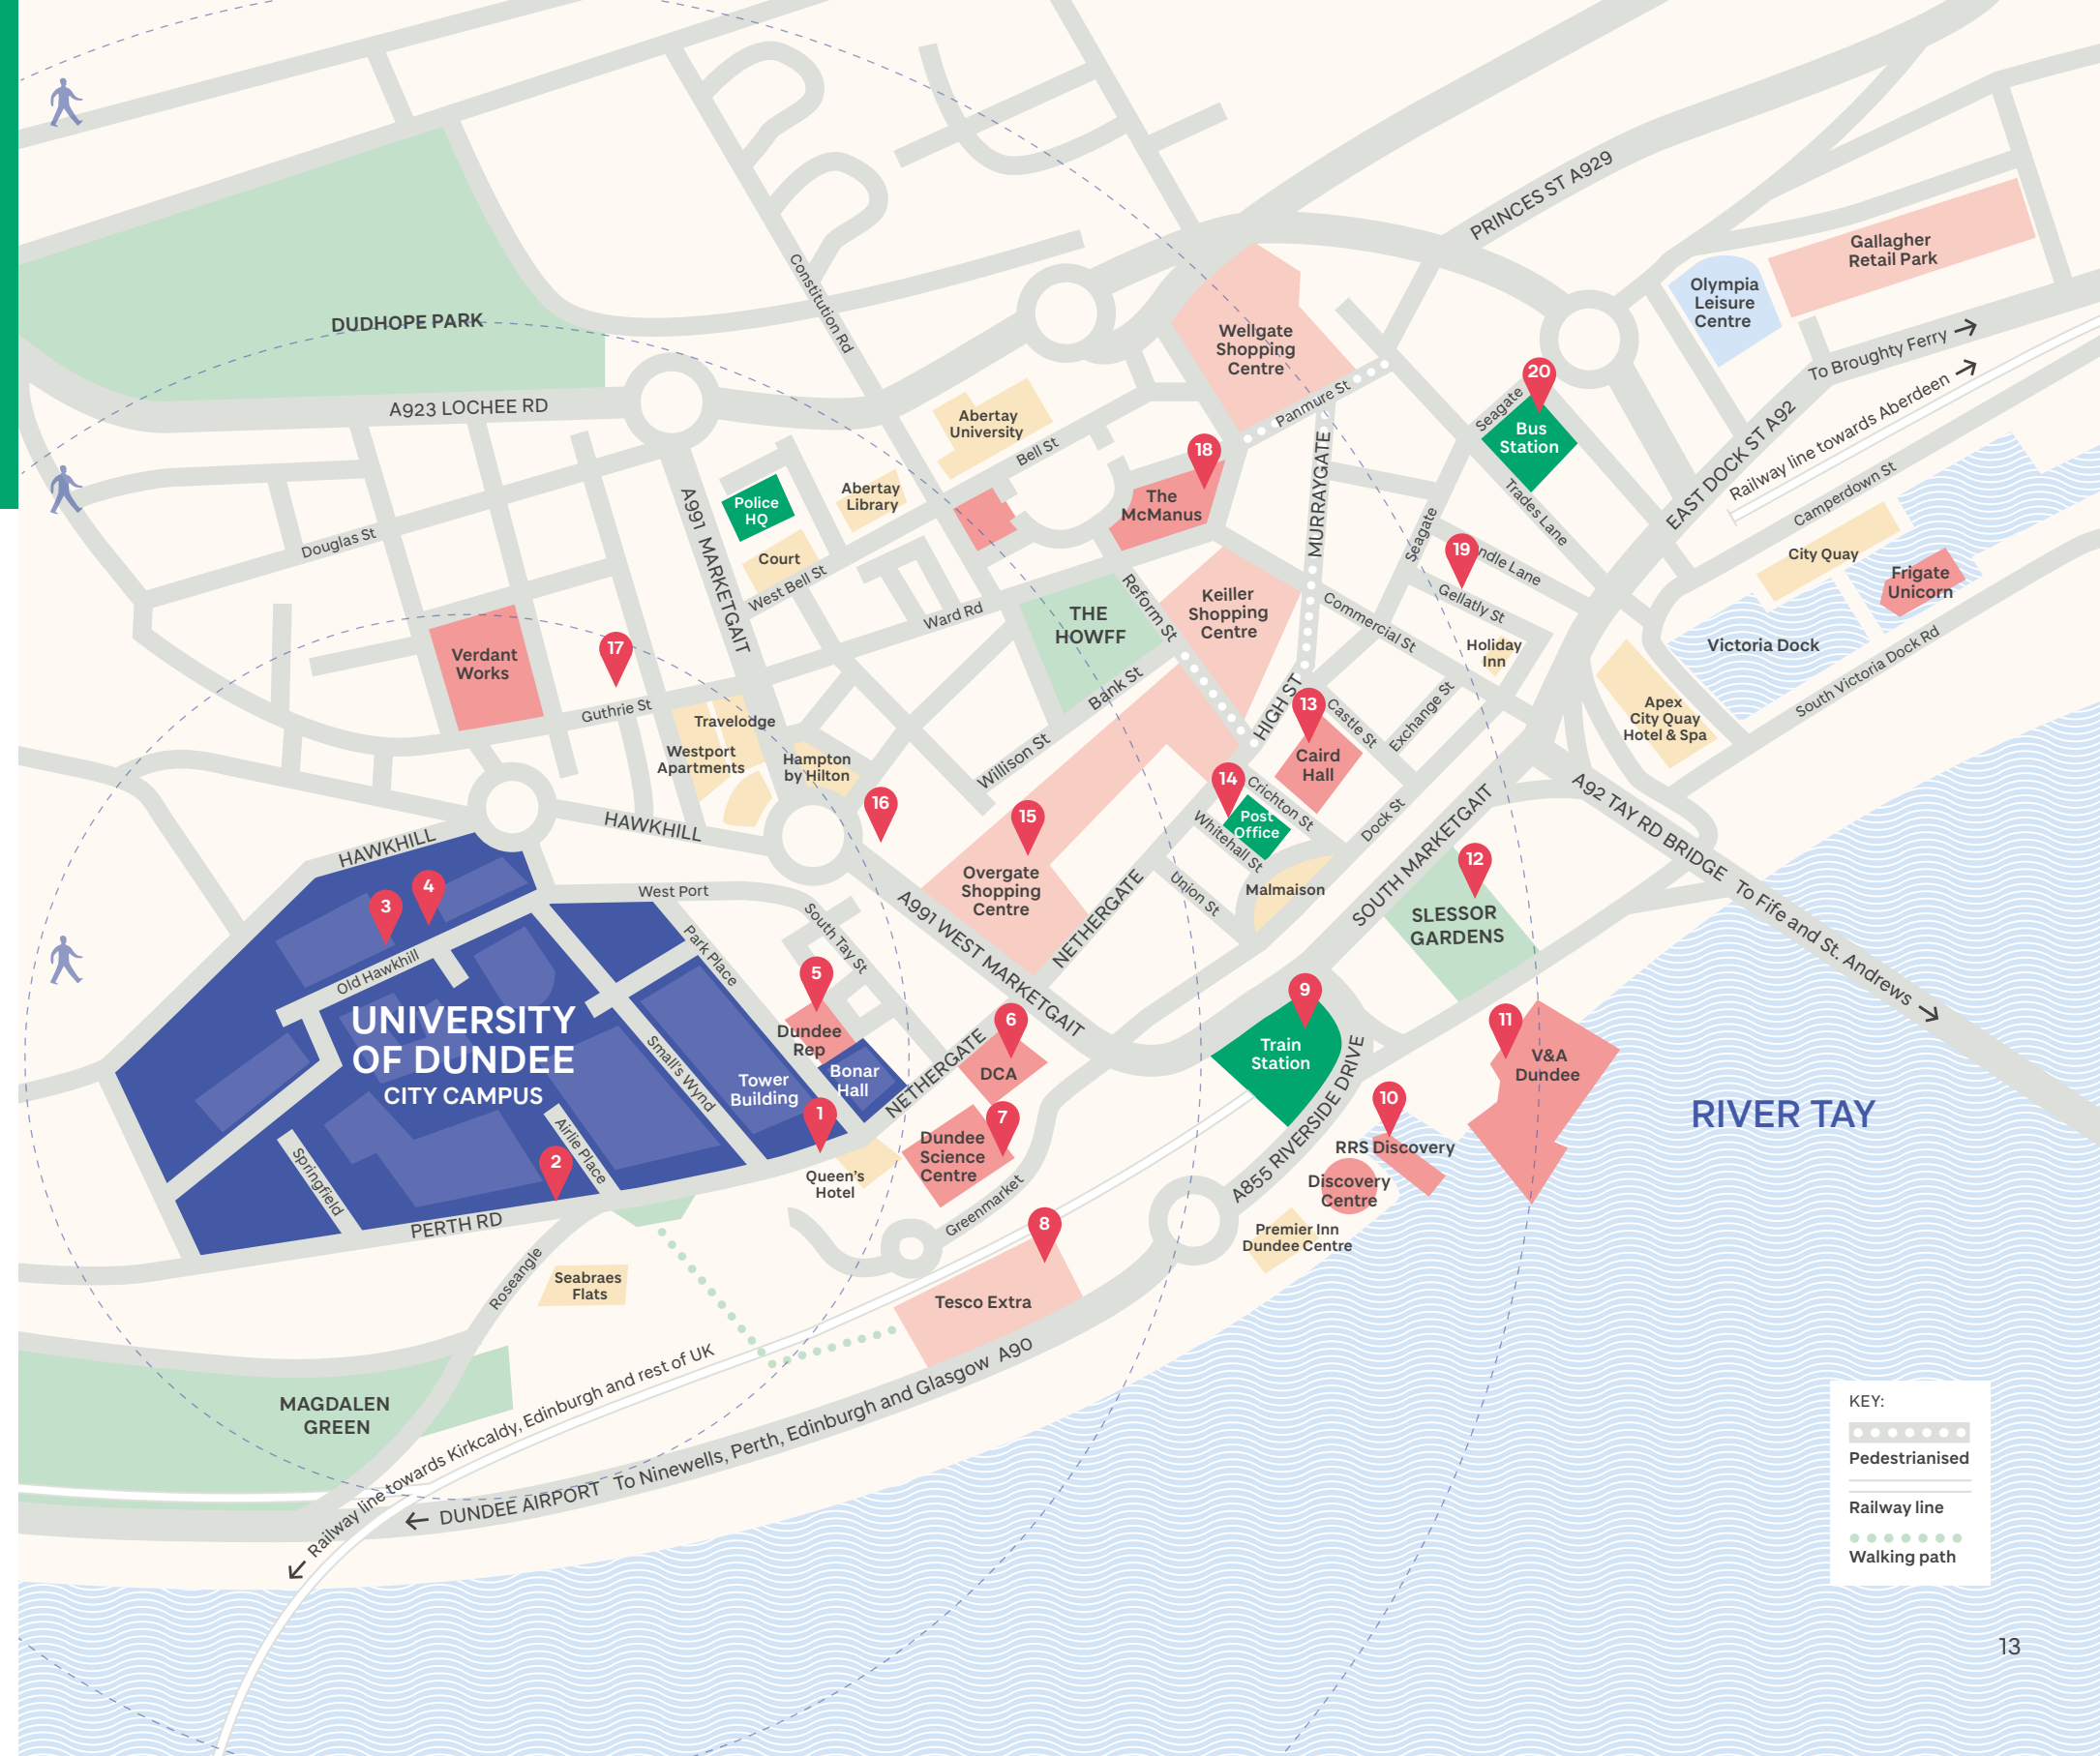 PRINCES ST A929
Gallagher
Retail Park
Olympia
Leisure
Centre
To Broughty Ferry
Railway line towards Aberdeen
EAST DOCK ST A92
Camperdown St
City Quay
Frigate
Unicorn
Victoria Dock
South Victoria Dock Rd
Constitution Rd
DUDHOPE PARK
A923 LOCHEE RD
Wellgate
Shopping
Centre
Panmure St
20
Seagate
Bus
Station
Trades Lane
Abertay
University
Bell St
18
The
McManus
MURRAYGATE
Seagate
19
ndle Lane
Gellatly St
Police
HQ
Abertay
Library
Court
West Bell St
A991 MARKETGAIT
Douglas St
Ward Rd
THE
HOWFF
Reform St
Keiller
Shopping
Centre
Commercial St
Holiday
Inn
Verdant
Works
17
Guthrie St
Bank St
HIGH ST
13
Castle St
Exchange St
Caird
Hall
Apex
City Quay
Hotel & Spa
Travelodge
Westport
Apartments
Hampton
by Hilton
Willison St
14
Crichton St
Post
Office
Whitehall St
Dock St
16
15
Overgate
Shopping
Centre
HAWKHILL
HAWKHILL
West Port
South Tay St
A991 WEST MARKETGAIT
NETHERGATE
Union St
Malmaison
SOUTH MARKETGAIT
12
SLESSOR
GARDENS
A92 TAY RD BRIDGE To Fife and St. Andrews
3
4
Old Hawkhill
Park Place
5
Dundee
Rep
UNIVERSITY
OF DUNDEE
CITY CAMPUS
Small's Wynd
Tower
Building
Bonar
Hall
1
NETHERGATE
6
DCA
7
Dundee
Science
Centre
9
Train
Station
11
V&A
Dundee
10
RRS Discovery
Discovery
Centre
A855 RIVERSIDE DRIVE
RIVER TAY
Premier Inn
Dundee Centre
Springfield
Airlie Place
2
PERTH RD
Queen's
Hotel
Greenmarket
8
Tesco Extra
Roseangle
Seabraes
Flats
MAGDALEN
GREEN
Railway line towards Kirkcaldy, Edinburgh and rest of UK
DUNDEE AIRPORT To Ninewells, Perth, Edinburgh and Glasgow A90
KEY:
Pedestrianised
Railway line
Walking path
13